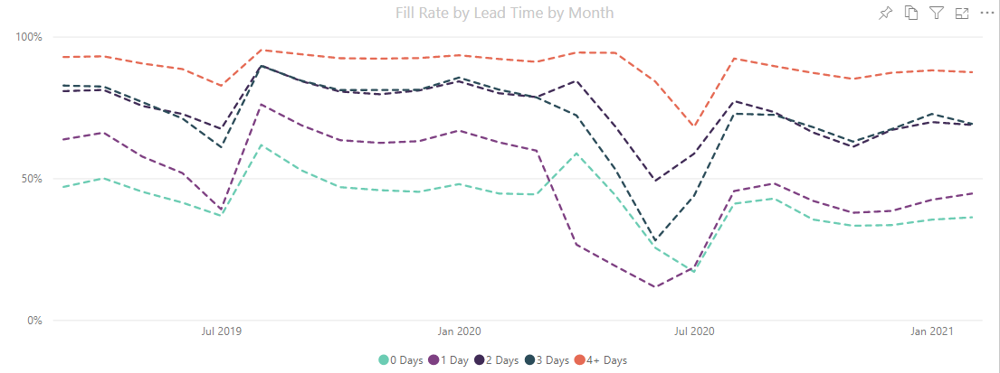 Fill Rate by Lead Time by Month
100%
50%
0%
Jul 2019 Jan 2020 Jul 2020 Jan 2021
0 Days 1 Day 2 Days 3 Days 4+ Days